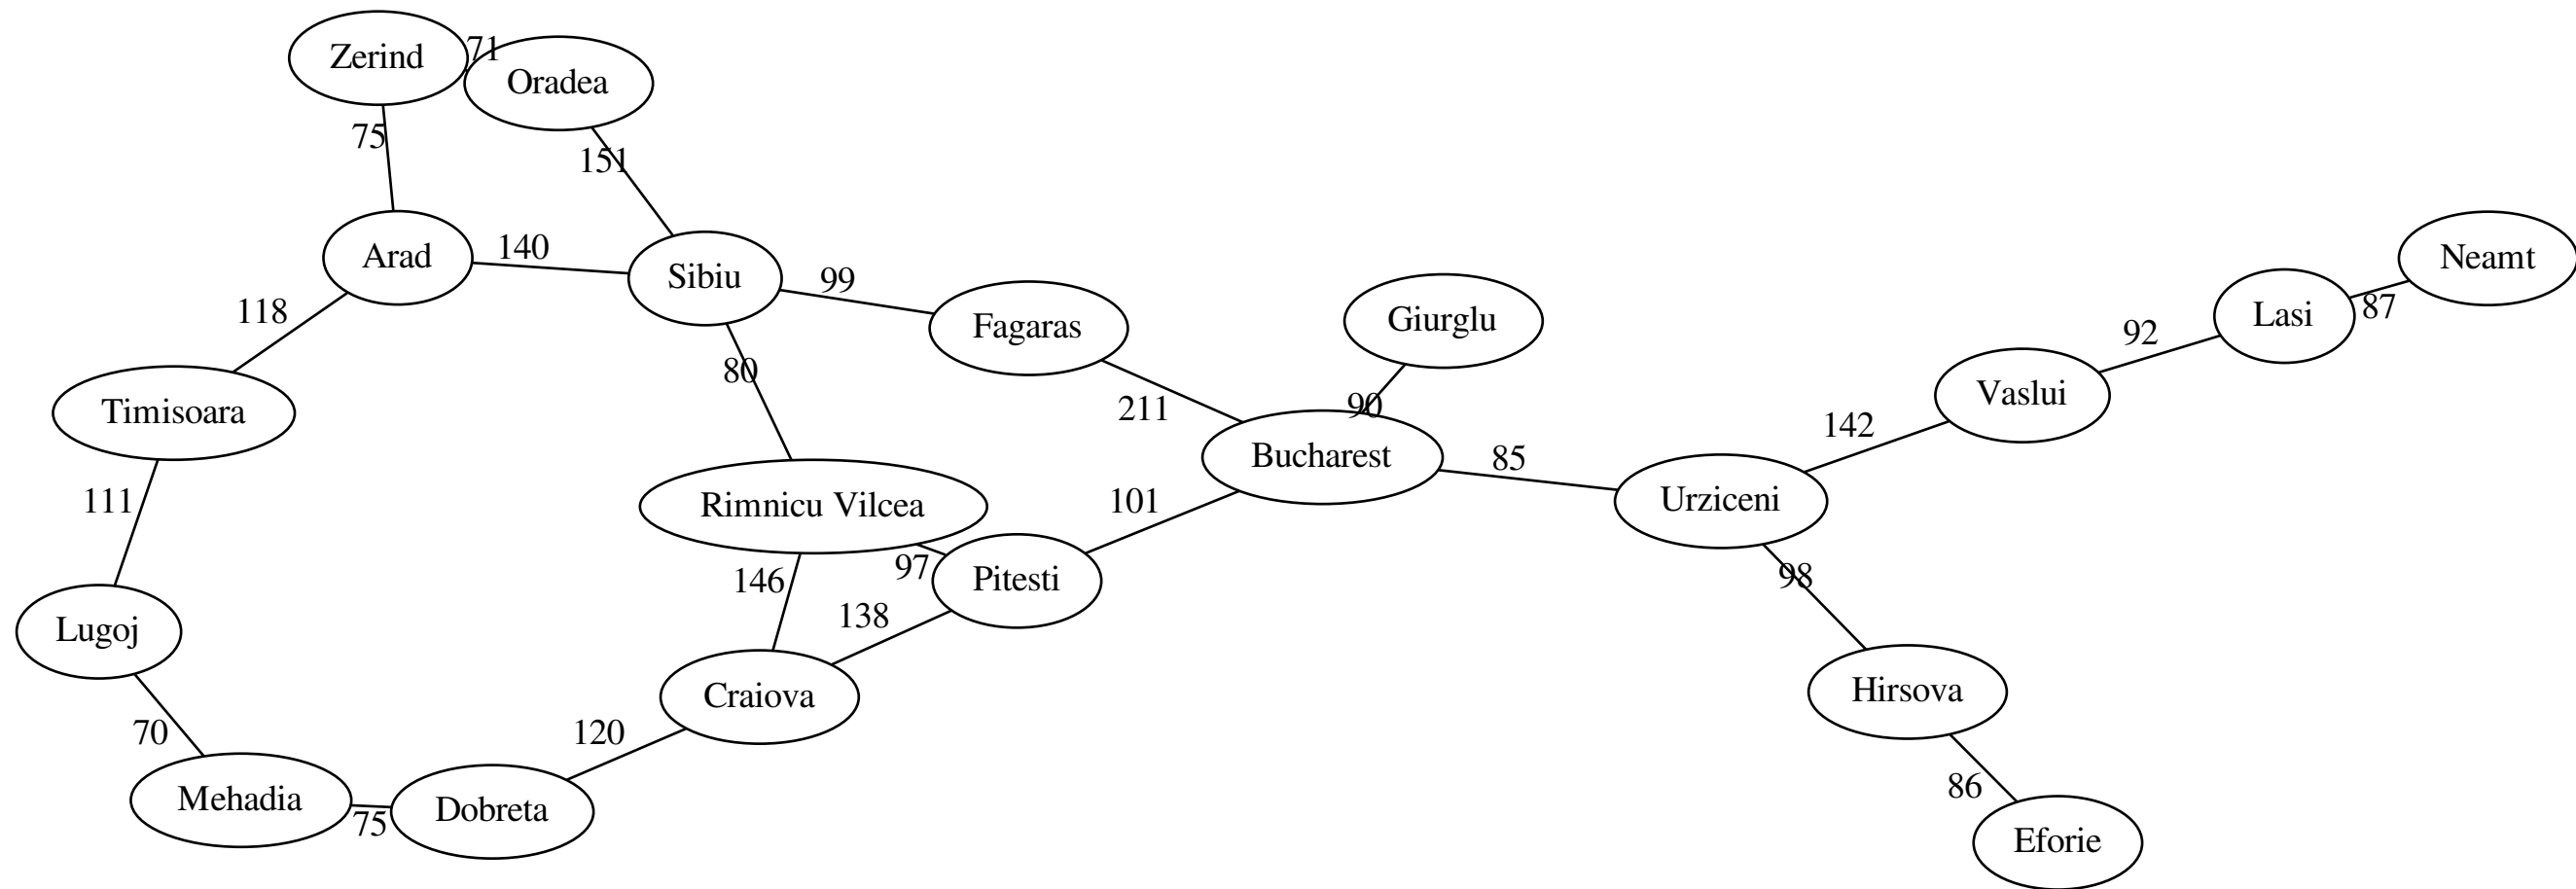 Zerind
71
Oradea
75
151
Arad
140
Sibiu
99
118
Fagaras
Giurglu
Neamt
Lasi
87
92
80
Timisoara
211
90
Vaslui
142
Bucharest
85
111
Rimnicu Vilcea
101
Urziceni
97
Pitesti
146
98
138
Lugoj
Craiova
Hirsova
70
120
Mehadia
75
Dobreta
86
Eforie